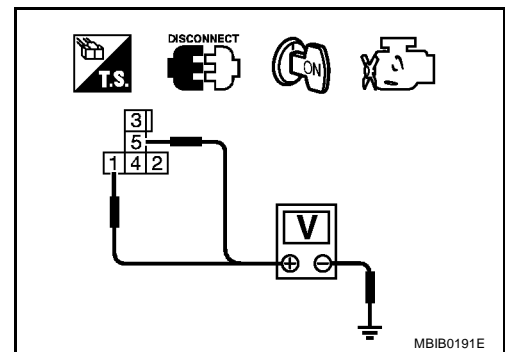 DISCONNECT
T.S.
ON
3
5
1 4 2
V
+ -
MBIB0191E